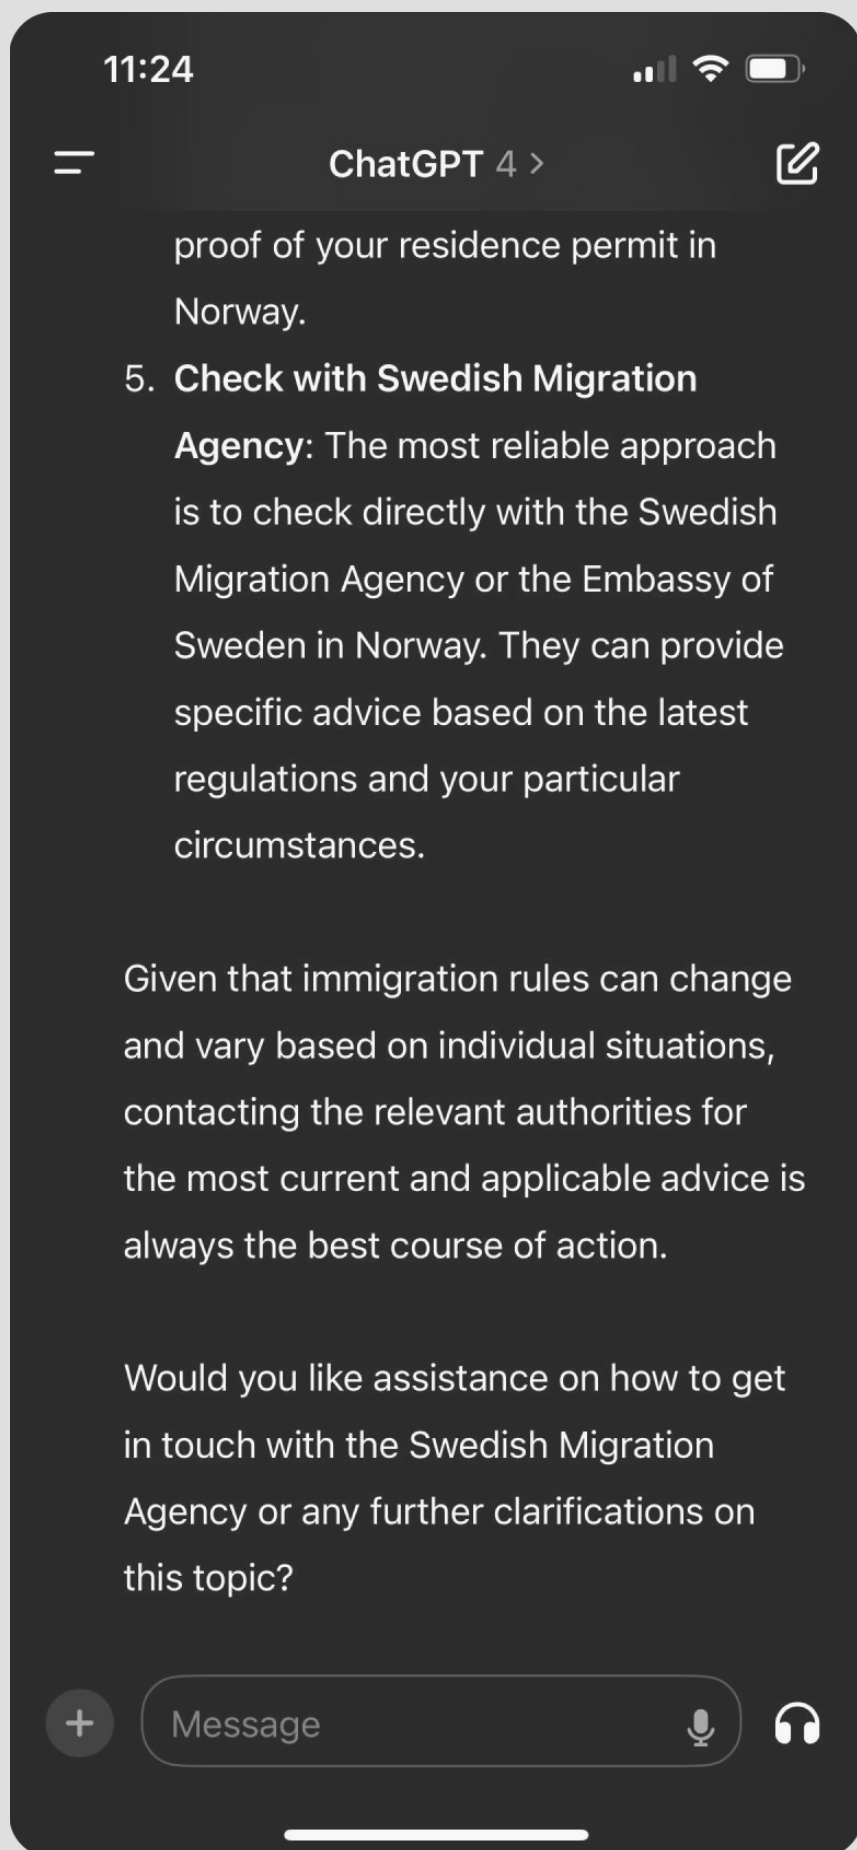 11:24
ChatGPT 4 >
proof of your residence permit in
Norway.
5. Check with Swedish Migration
Agency: The most reliable approach
is to check directly with the Swedish
Migration Agency or the Embassy of
Sweden in Norway. They can provide
specific advice based on the latest
regulations and your particular
circumstances.
Given that immigration rules can change
and vary based on individual situations,
contacting the relevant authorities for
the most current and applicable advice is
always the best course of action.
Would you like assistance on how to get
in touch with the Swedish Migration
Agency or any further clarifications on
this topic?
Message